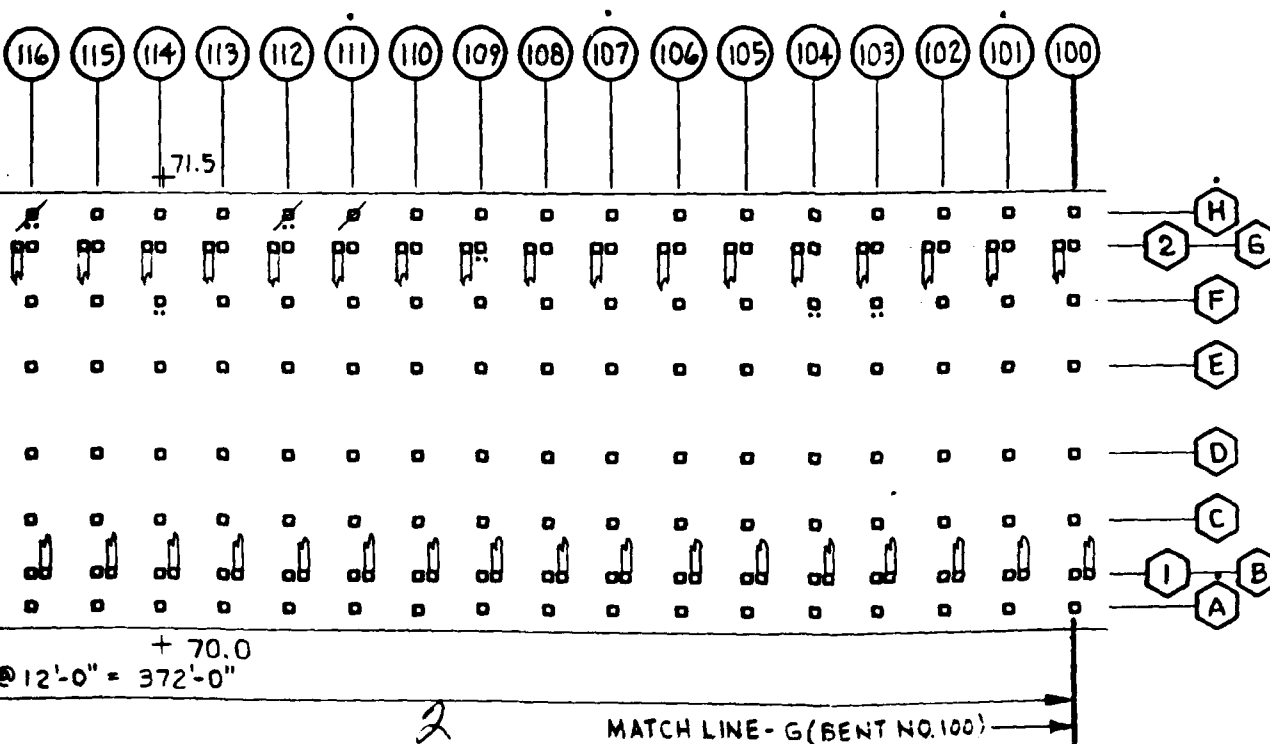 116 115 114 113 112 111 110 109 108 107 106 105 104 103 102 101 100
71.5
H
2 G
F
E
D
C
1 B
A
70.0
@ 12'-0" = 372'-0"
2
MATCH LINE - G (BENT NO. 100)